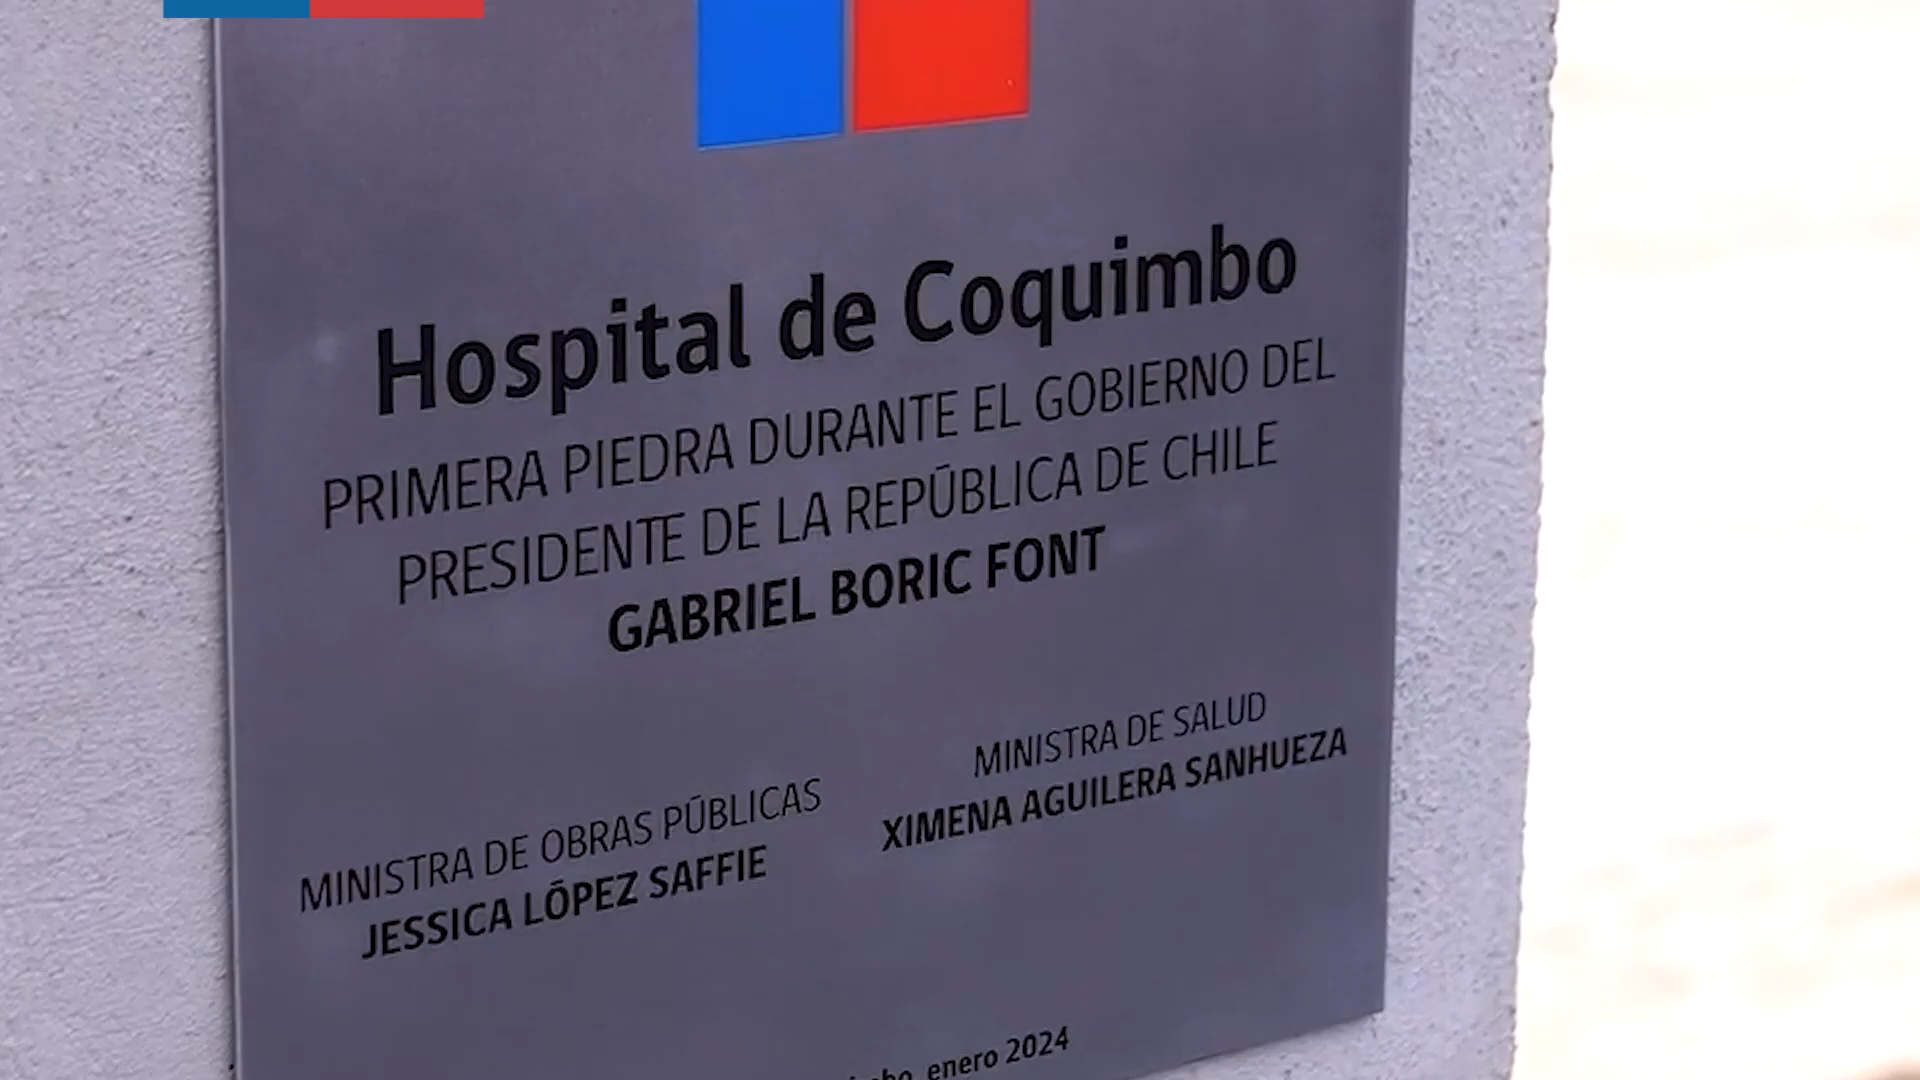 Hospital de Coquimbo
PRIMERA PIEDRA DURANTE EL GOBIERNO DEL
PRESIDENTE DE LA REPÚBLICA DE CHILE
GABRIEL BORIC FONT
MINISTRA DE OBRAS PÚBLICAS
JESSICA LÓPEZ SAFFIE
MINISTRA DE SALUD
XIMENA AGUILERA SANHUEZA
enero 2024